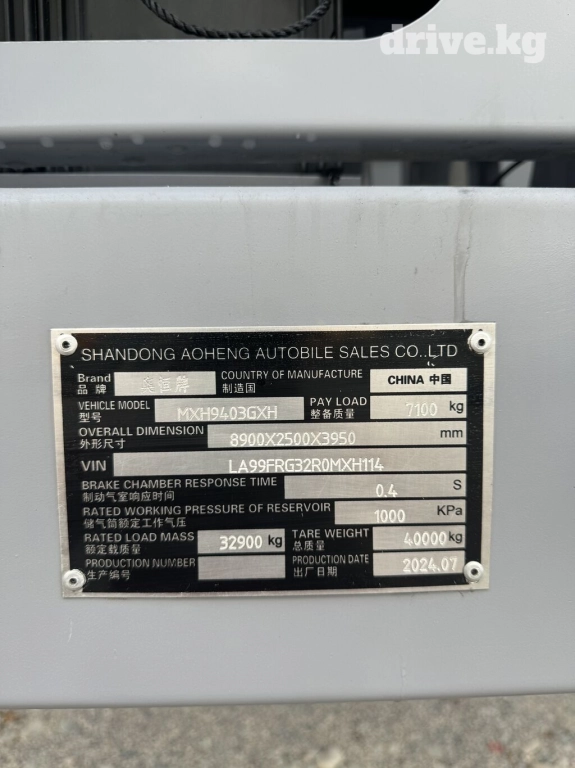 drive.kg
SHANDONG AOHENG AUTOBILE SALES CO.,LTD
Brand 品牌 奥恒牌 COUNTRY OF MANUFACTURE 制造国 CHINA 中国
VEHICLE MODEL 型号 MXH9403GXH PAY LOAD 整备质量 7100 kg
OVERALL DIMENSION 外形尺寸 8900X2500X3950 mm
VIN LA99FRG32R0MXH114
BRAKE CHAMBER RESPONSE TIME 制动气室响应时间 0.4 S
RATED WORKING PRESSURE OF RESERVOIR 储气筒额定工作气压 1000 KPa
RATED LOAD MASS 额定载质量 32900 kg TARE WEIGHT 总质量 40000 kg
PRODUCTION NUMBER 生产编号 PRODUCTION DATE 出厂日期 2024.07